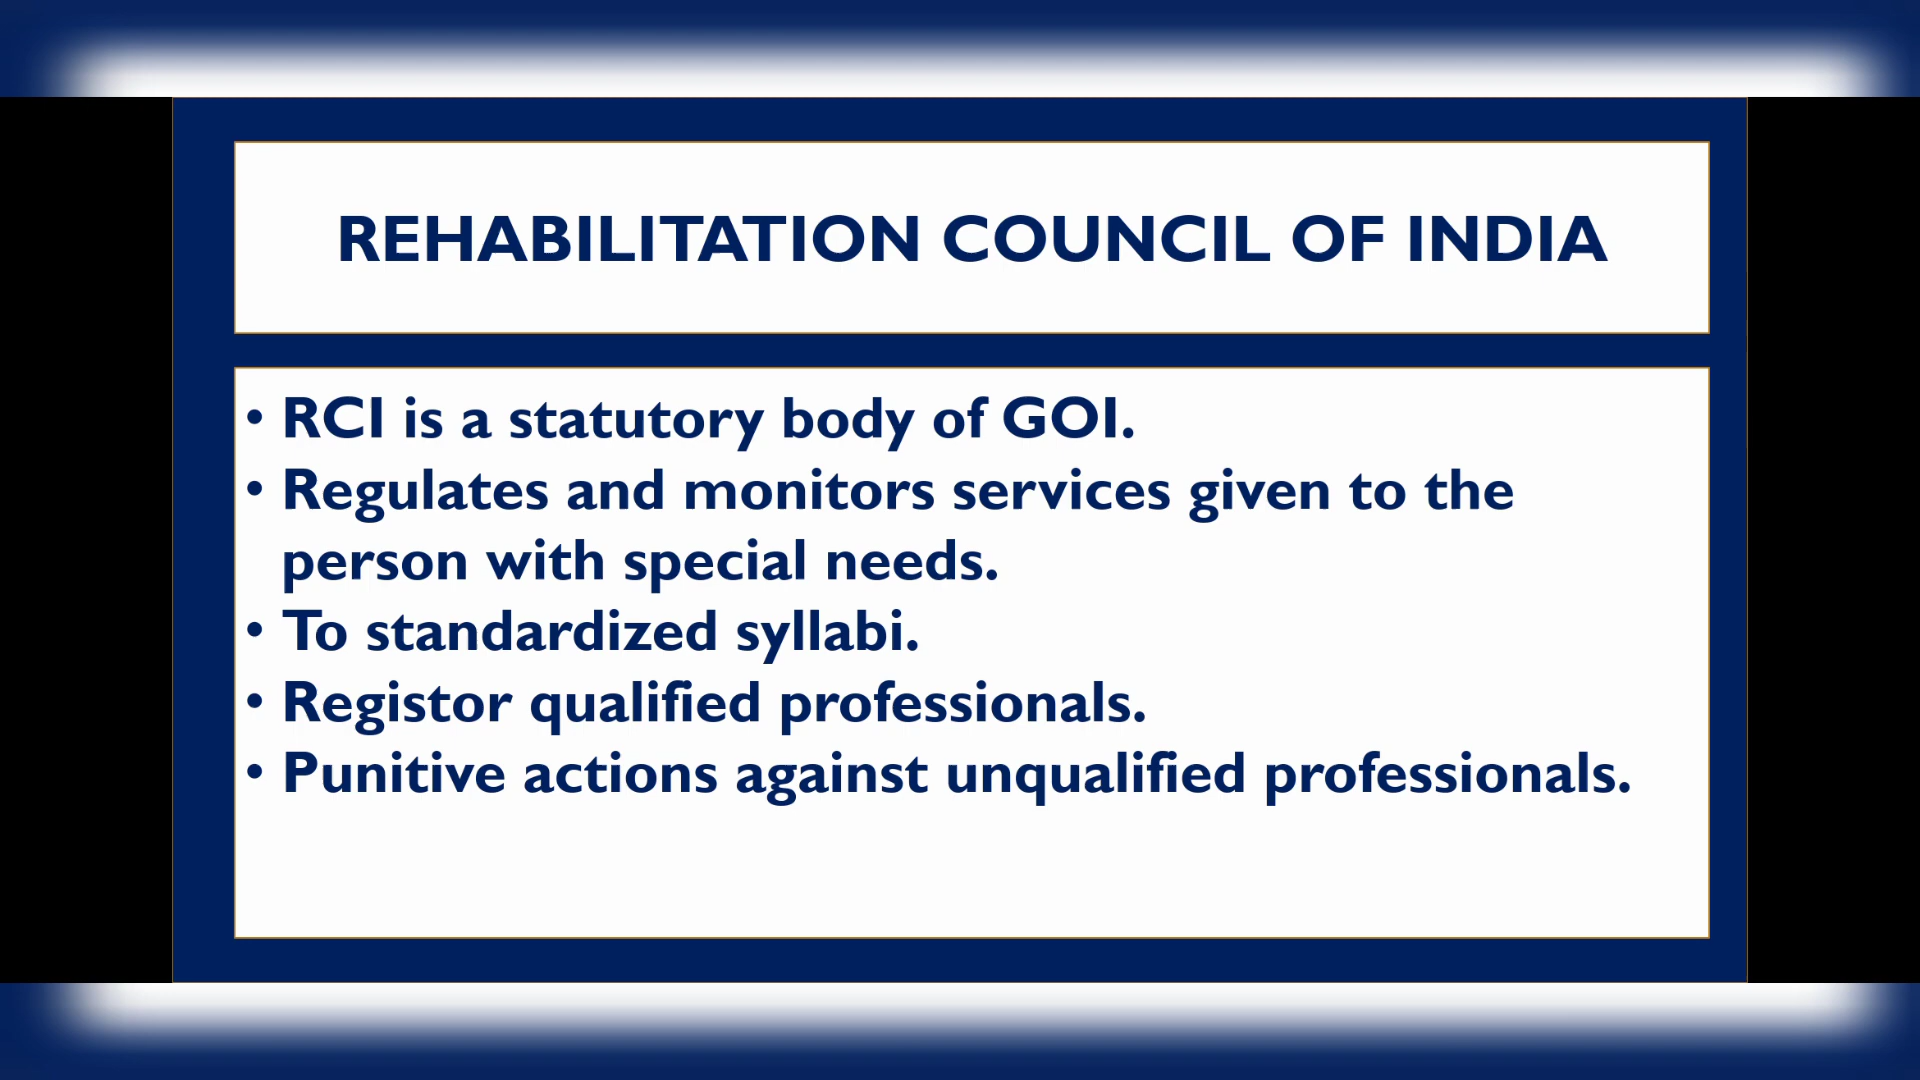 REHABILITATION COUNCIL OF INDIA
• RCI is a statutory body of GOI.
• Regulates and monitors services given to the
person with special needs.
• To standardized syllabi.
• Registor qualified professionals.
• Punitive actions against unqualified professionals.